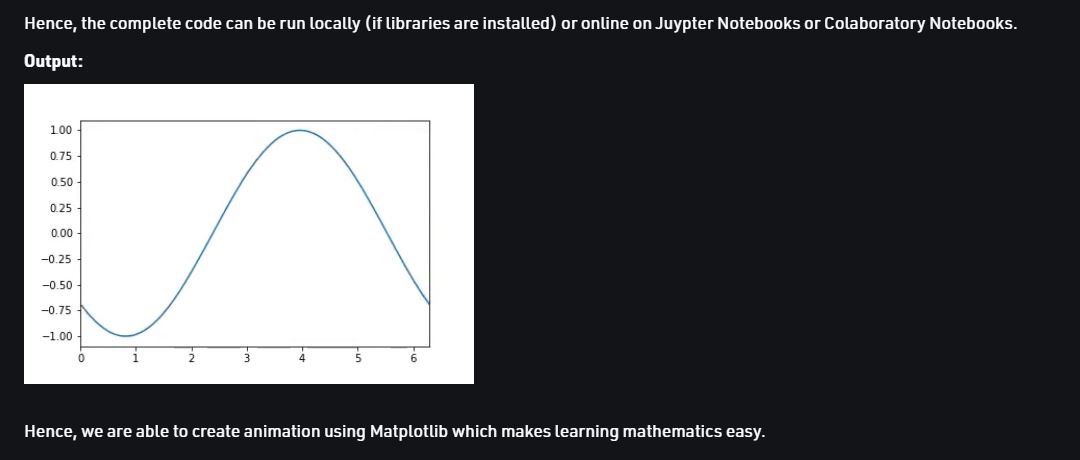 Hence, the complete code can be run locally (if libraries are installed) or online on Juypter Notebooks or Colaboratory Notebooks.
Output:
1.00
0.75
0.50
0.25
0.00
−0.25
−0.50
−0.75
−1.00
0 1 2 3 4 5 6
Hence, we are able to create animation using Matplotlib which makes learning mathematics easy.